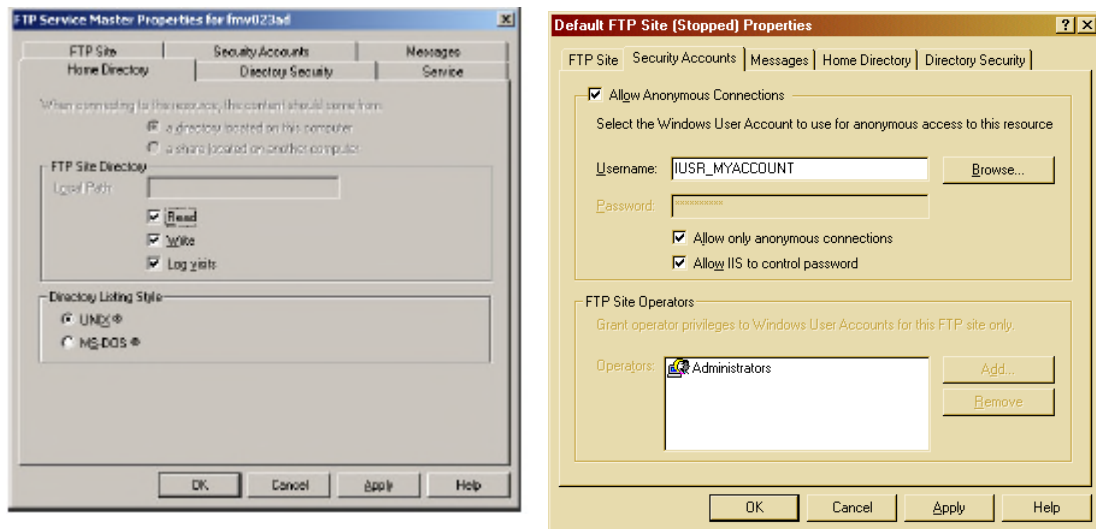 FTP Service Master Properties for fmv023ad
FTP Site Security Accounts Messages
Home Directory Directory Security Service
When connecting to this resource, the content should come from:
a directory located on this computer
a share located on another computer
FTP Site Directory
Local Path:
Read
Write
Log visits
Directory Listing Style
UNIX ®
MS-DOS ®
OK Cancel Apply Help
Default FTP Site (Stopped) Properties
FTP Site Security Accounts Messages Home Directory Directory Security
Allow Anonymous Connections
Select the Windows User Account to use for anonymous access to this resource
Username: IUSR_MYACCOUNT Browse...
Password: **********
Allow only anonymous connections
Allow IIS to control password
FTP Site Operators
Grant operator privileges to Windows User Accounts for this FTP site only.
Operators: Administrators Add...
Remove
OK Cancel Apply Help